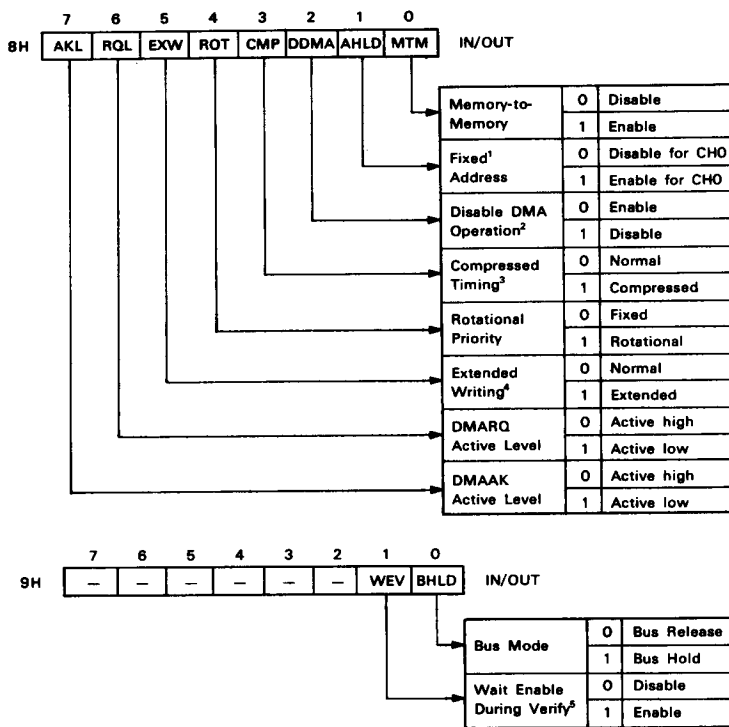 7 6 5 4 3 2 1 0
8H AKL RQL EXW ROT CMP DDMA AHLD MTM IN/OUT
Memory-to-Memory 0 Disable
1 Enable
Fixed¹ Address 0 Disable for CH0
1 Enable for CH0
Disable DMA Operation² 0 Enable
1 Disable
Compressed Timing³ 0 Normal
1 Compressed
Rotational Priority 0 Fixed
1 Rotational
Extended Writing⁴ 0 Normal
1 Extended
DMARQ Active Level 0 Active high
1 Active low
DMAAK Active Level 0 Active high
1 Active low
7 6 5 4 3 2 1 0
9H — — — — — — WEV BHLD IN/OUT
Bus Mode 0 Bus Release
1 Bus Hold
Wait Enable During Verify⁵ 0 Disable
1 Enable